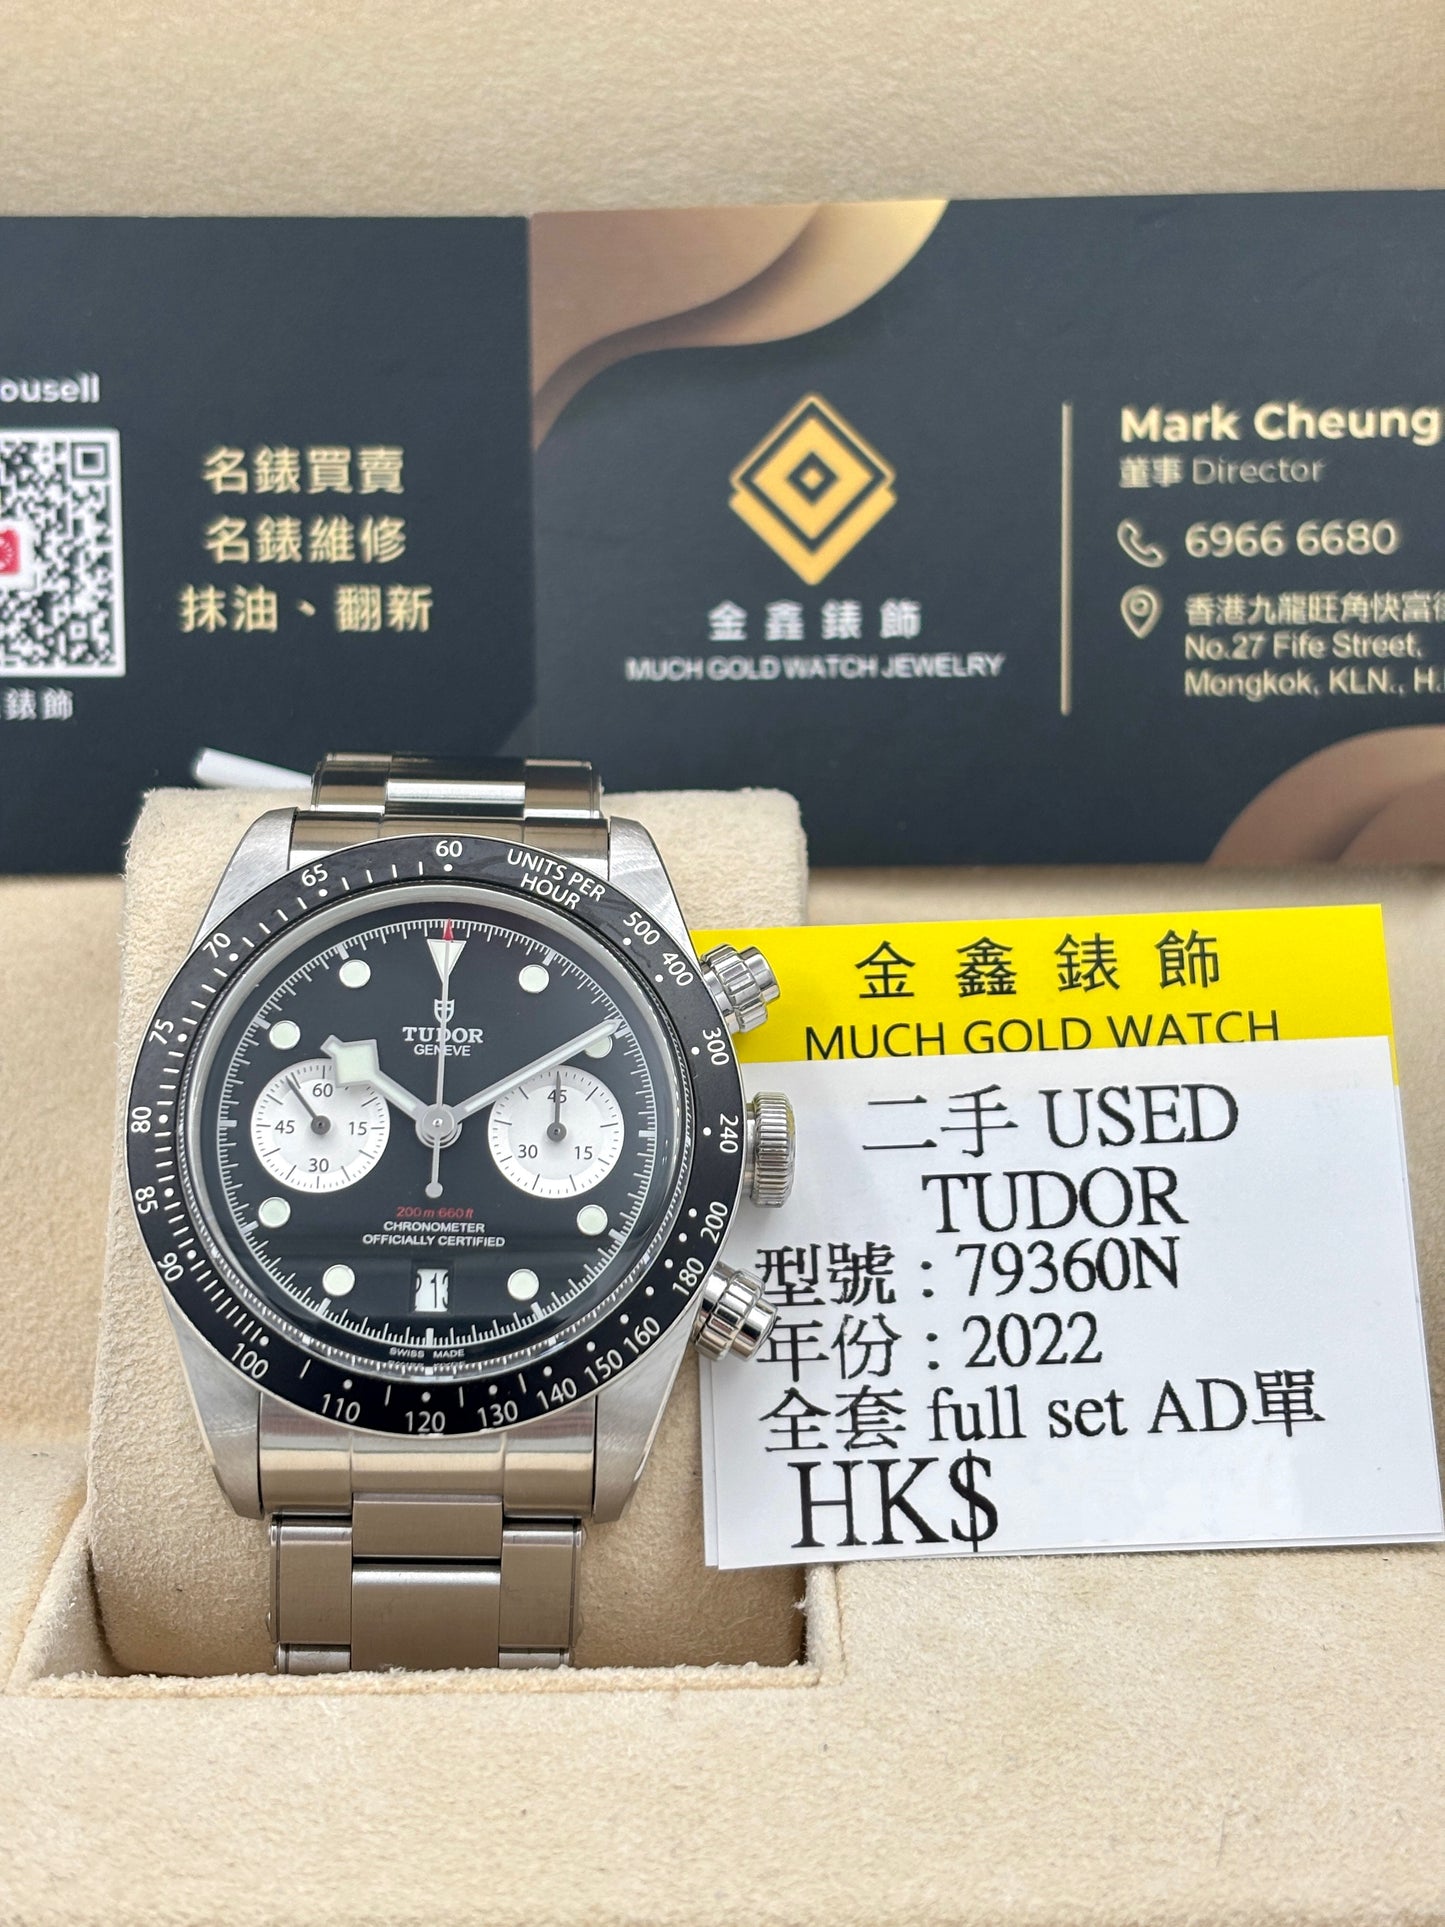 名錶買賣
名錶維修
抹油、翻新
錶飾
金鑫錶飾
MUCH GOLD WATCH JEWELRY
Mark Cheung
董事 Director
6966 6680
香港九龍旺角快富
No.27 Fife Street,
Mongkok, KLN., H.
60
UNITS PER
HOUR
500
400
300
240
200
180
160
150
140
130
120
110
100
90
85
80
75
70
65
TUDOR
GENEVE
60
45 15
30
45
30 15
200m:660ft
CHRONOMETER
OFFICIALLY CERTIFIED
SWISS MADE
金鑫錶飾
MUCH GOLD WATCH
二手 USED
TUDOR
型號：79360N
年份：2022
全套 full set AD單
HK$